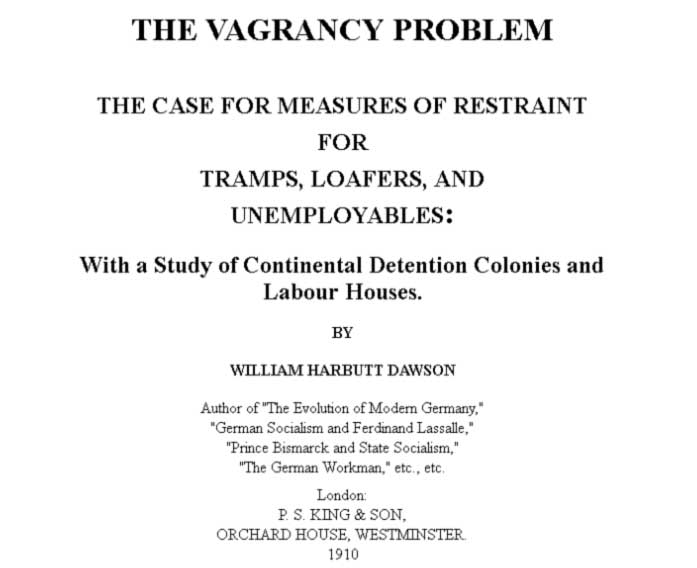 THE VAGRANCY PROBLEM
THE CASE FOR MEASURES OF RESTRAINT
FOR
TRAMPS, LOAFERS, AND
UNEMPLOYABLES:
With a Study of Continental Detention Colonies and
Labour Houses.
BY
WILLIAM HARBUTT DAWSON
Author of "The Evolution of Modern Germany,"
"German Socialism and Ferdinand Lassalle,"
"Prince Bismarck and State Socialism,"
"The German Workman," etc., etc.
London:
P. S. KING & SON,
ORCHARD HOUSE, WESTMINSTER.
1910